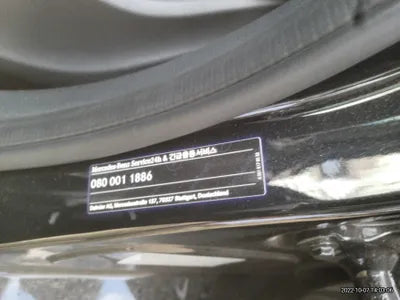 Mercedes-Benz Service24h & 긴급출동서비스
080 001 1886
Daimler AG, Mercedesstraße 137, 70327 Stuttgart, Deutschland
2022-10-07 14:03:06